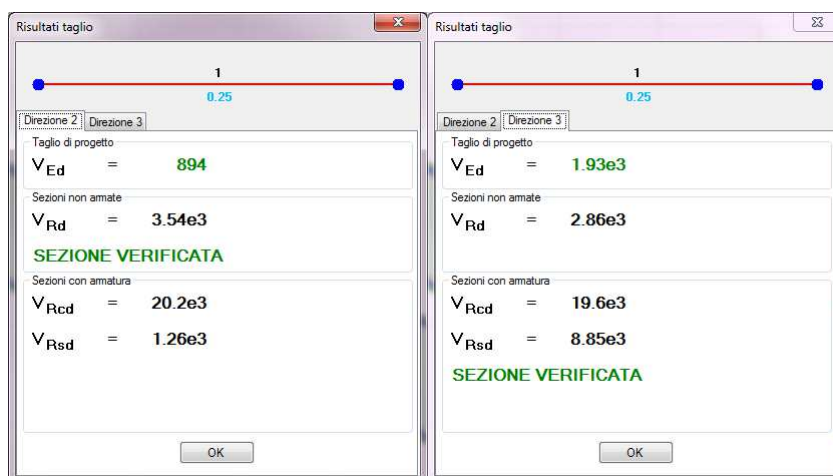 Risultati taglio
1
0.25
Direzione 2 Direzione 3
Taglio di progetto
VEd = 894
Sezioni non armate
VRd = 3.54e3
SEZIONE VERIFICATA
Sezioni con armatura
VRcd = 20.2e3
VRsd = 1.26e3
OK
Risultati taglio
1
0.25
Direzione 2 Direzione 3
Taglio di progetto
VEd = 1.93e3
Sezioni non armate
VRd = 2.86e3
Sezioni con armatura
VRcd = 19.6e3
VRsd = 8.85e3
SEZIONE VERIFICATA
OK